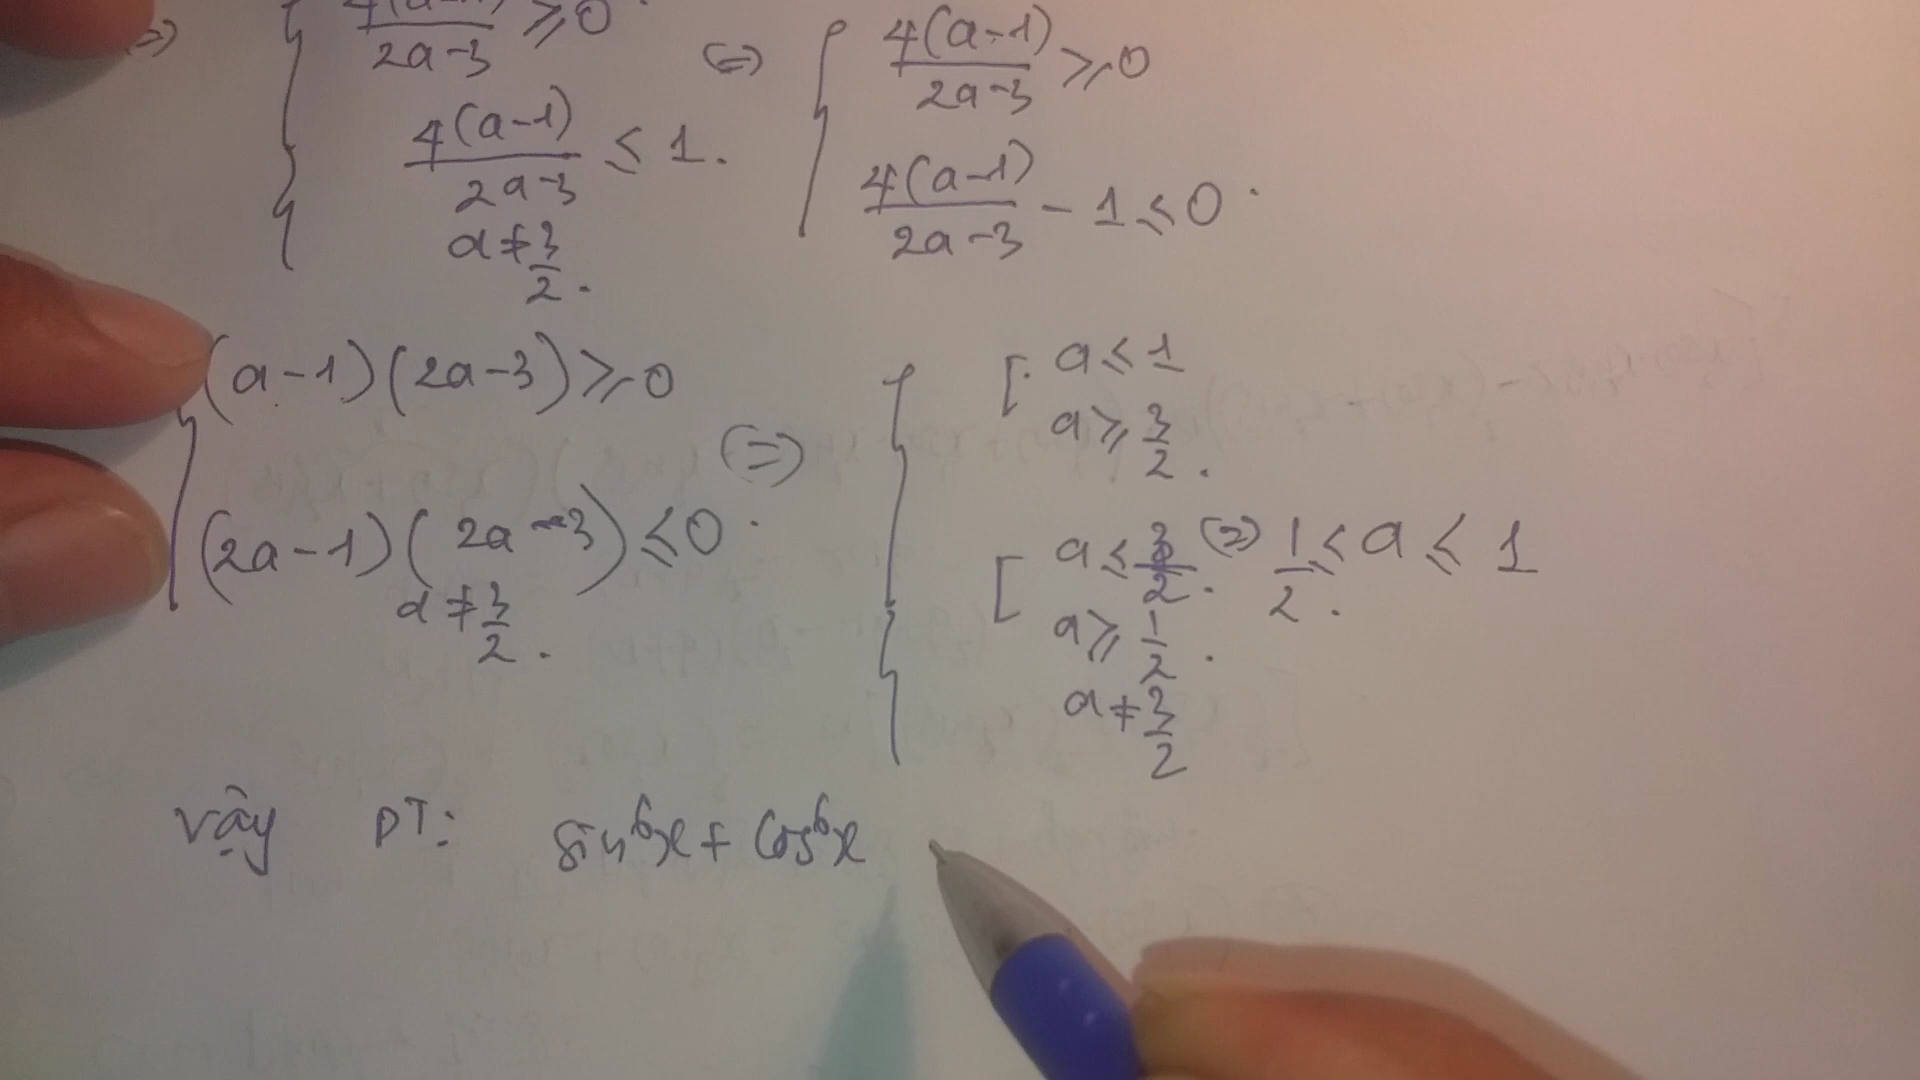 (=) { 4(a-1)/2a-3 ≥ 0 . (=) { 4(a-1)/2a-3 ≥ 0
4(a-1)/2a-3 ≤ 1. 4(a-1)/2a-3 - 1 ≤ 0 .
a ≠ 3/2 .
{ (a-1)(2a-3) ≥ 0 (=) { [ a ≤ 1
a ≥ 3/2 .
(2a-1)(2a-3) ≤ 0 . [ a ≤ 3/2 . (=) 1/2 ≤ a ≤ 1 .
a ≥ 1/2 .
a ≠ 3/2 . a ≠ 3/2
Vậy PT: sin⁶x + cos⁶x